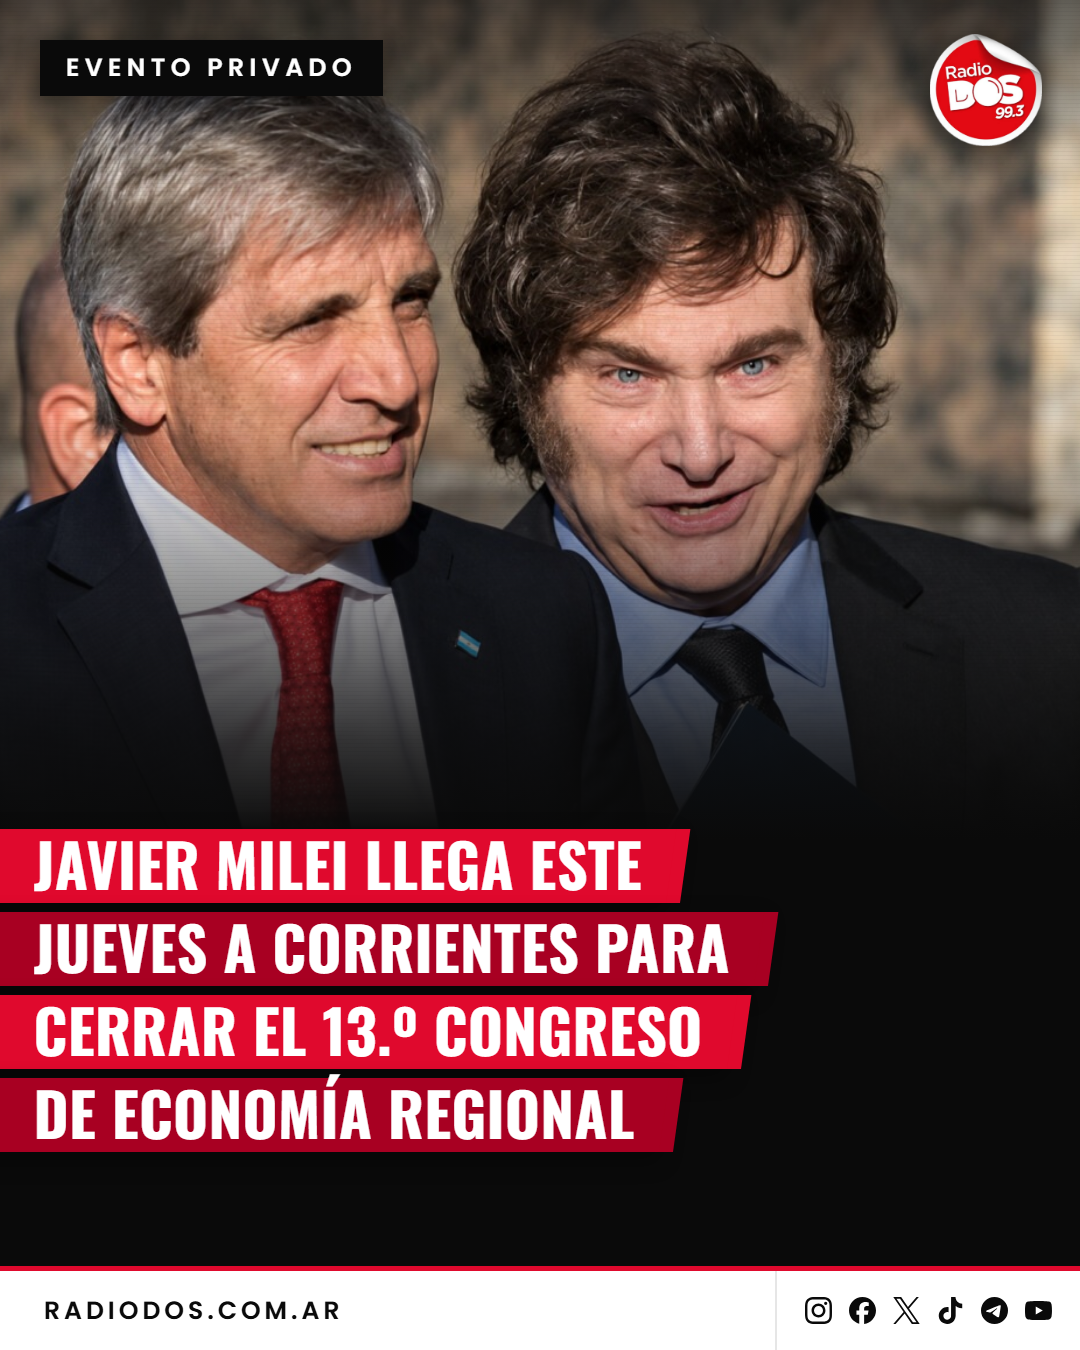 EVENTO PRIVADO
Radio
DOS
99.3
JAVIER MILEI LLEGA ESTE
JUEVES A CORRIENTES PARA
CERRAR EL 13.º CONGRESO
DE ECONOMÍA REGIONAL
RADIODOS.COM.AR